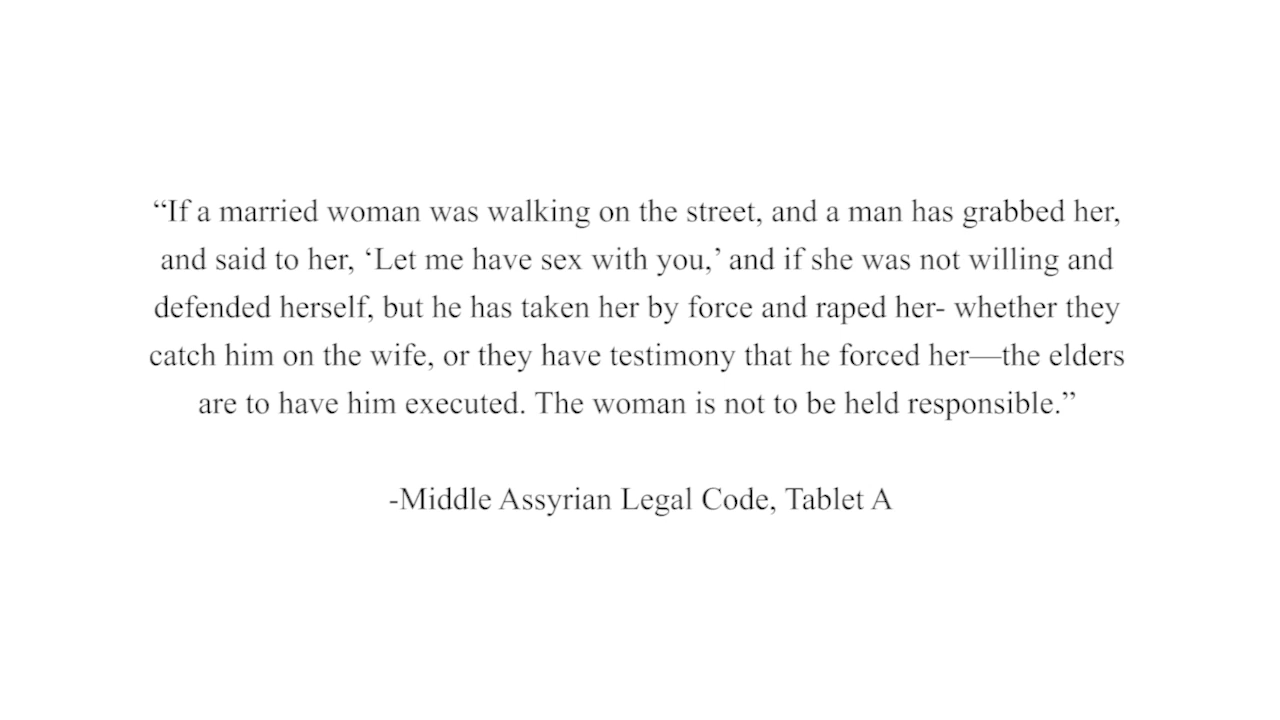 “If a married woman was walking on the street, and a man has grabbed her,
and said to her, ‘Let me have sex with you,’ and if she was not willing and
defended herself, but he has taken her by force and raped her- whether they
catch him on the wife, or they have testimony that he forced her—the elders
are to have him executed. The woman is not to be held responsible.”
-Middle Assyrian Legal Code, Tablet A